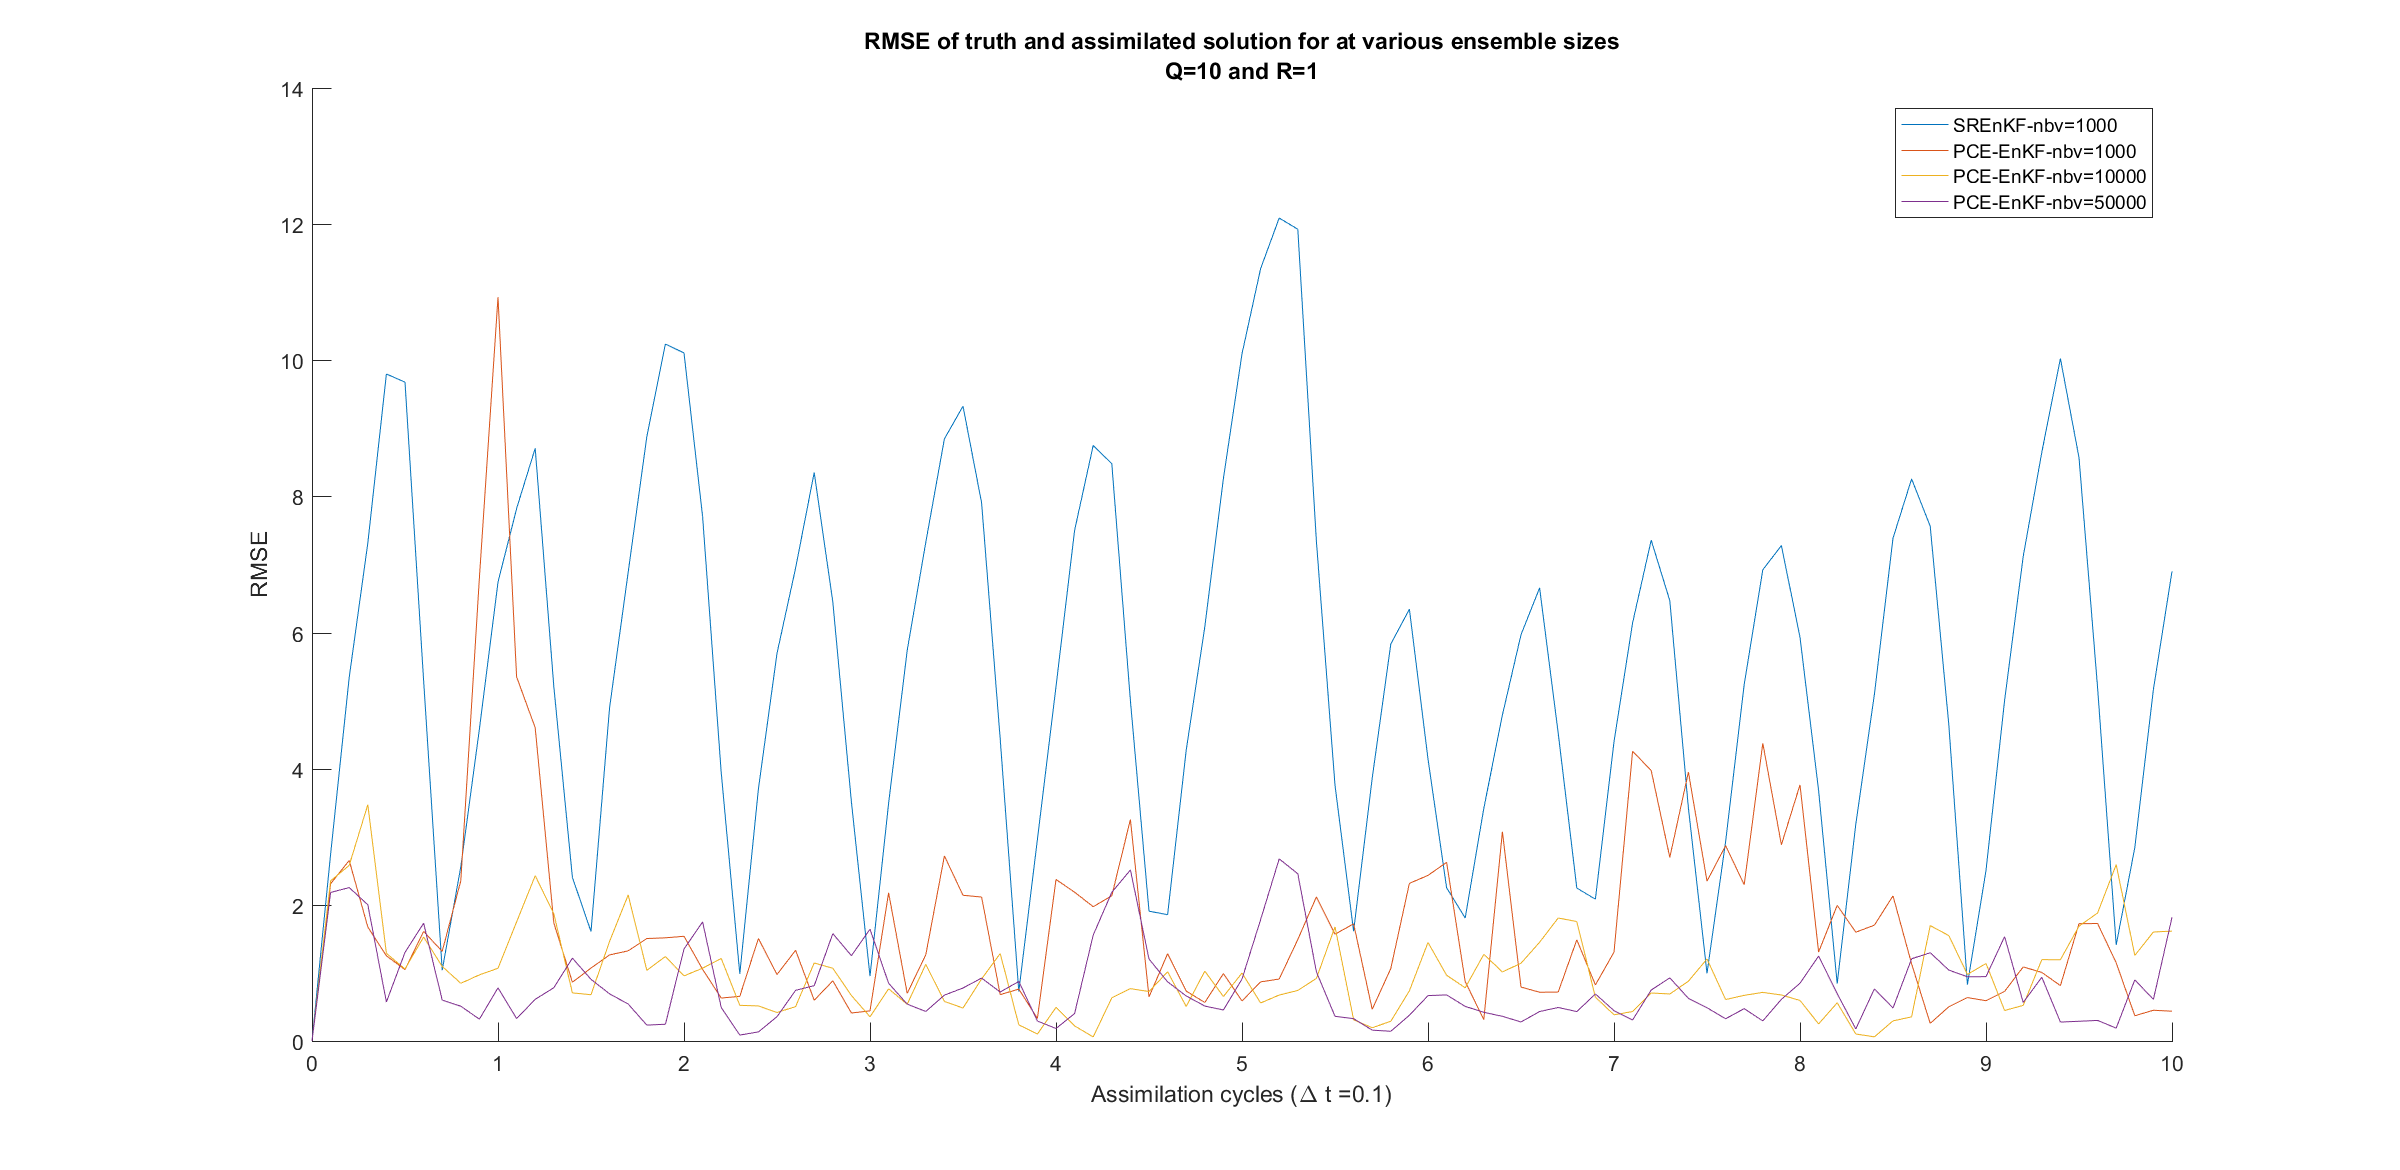 RMSE of truth and assimilated solution for at various ensemble sizes
Q=10 and R=1
14
12
10
8
6
4
2
0
RMSE
SREnKF-nbv=1000
PCE-EnKF-nbv=1000
PCE-EnKF-nbv=10000
PCE-EnKF-nbv=50000
0 1 2 3 4 5 6 7 8 9 10
Assimilation cycles (Δ t =0.1)